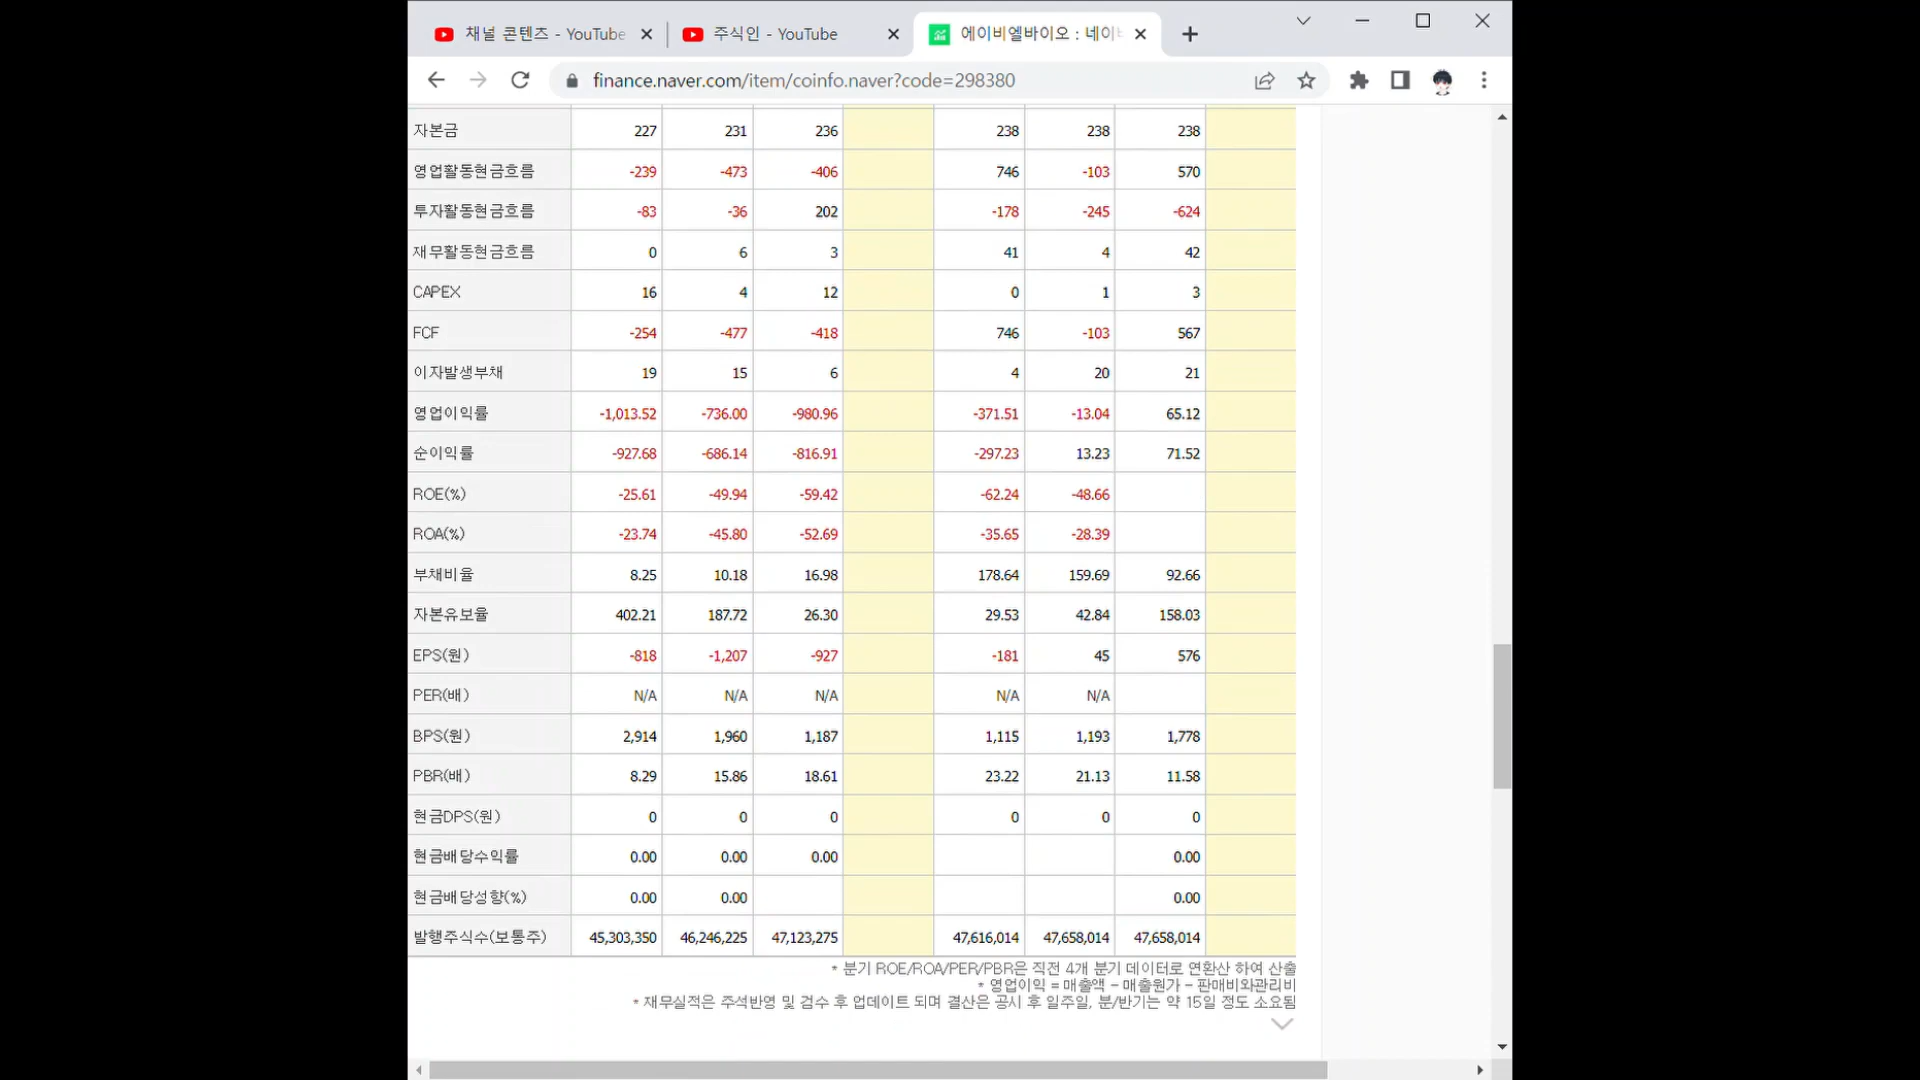 채널 콘텐츠 - YouTube
주식인 - YouTube
에이비엘바이오 : 네이버
finance.naver.com/item/coinfo.naver?code=298380
자본금 227 231 236 238 238 238
영업활동현금흐름 -239 -473 -406 746 -103 570
투자활동현금흐름 -83 -36 202 -178 -245 -624
재무활동현금흐름 0 6 3 41 4 42
CAPEX 16 4 12 0 1 3
FCF -254 -477 -418 746 -103 567
이자발생부채 19 15 6 4 20 21
영업이익률 -1,013.52 -736.00 -980.96 -371.51 -13.04 65.12
순이익률 -927.68 -686.14 -816.91 -297.23 13.23 71.52
ROE(%) -25.61 -49.94 -59.42 -62.24 -48.66
ROA(%) -23.74 -45.80 -52.69 -35.65 -28.39
부채비율 8.25 10.18 16.98 178.64 159.69 92.66
자본유보율 402.21 187.72 26.30 29.53 42.84 158.03
EPS(원) -818 -1,207 -927 -181 45 576
PER(배) N/A N/A N/A N/A N/A
BPS(원) 2,914 1,960 1,187 1,115 1,193 1,778
PBR(배) 8.29 15.86 18.61 23.22 21.13 11.58
현금DPS(원) 0 0 0 0 0 0
현금배당수익률 0.00 0.00 0.00 0.00
현금배당성향(%) 0.00 0.00 0.00
발행주식수(보통주) 45,303,350 46,246,225 47,123,275 47,616,014 47,658,014 47,658,014
* 분기 ROE/ROA/PER/PBR은 직전 4개 분기 데이터로 연환산 하여 산출
* 영업이익 = 매출액 - 매출원가 - 판매비와관리비
* 재무실적은 주석반영 및 검수 후 업데이트 되며 결산은 공시 후 일주일, 분/반기는 약 15일 정도 소요됨